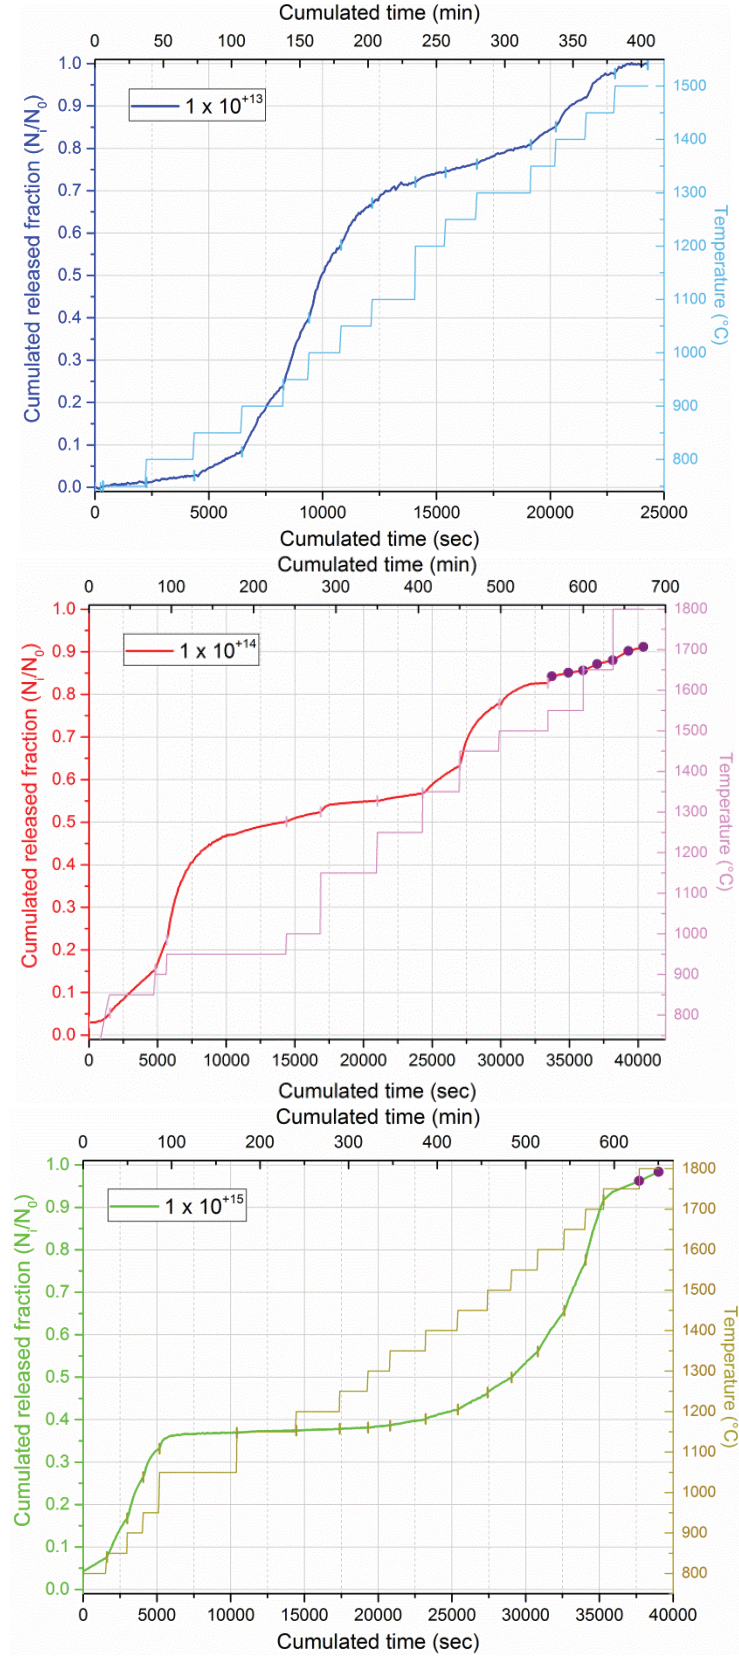 Cumulated time (min)
0 50 100 150 200 250 300 350 400
1.0 0.9 0.8 0.7 0.6 0.5 0.4 0.3 0.2 0.1 0.0
Cumulated released fraction (Nᵢ/N₀)
1 x 10⁺¹³
1500 1400 1300 1200 1100 1000 900 800
Temperature (°C)
0 5000 10000 15000 20000 25000
Cumulated time (sec)
Cumulated time (min)
0 100 200 300 400 500 600 700
1.0 0.9 0.8 0.7 0.6 0.5 0.4 0.3 0.2 0.1 0.0
Cumulated released fraction (Nᵢ/N₀)
1 x 10⁺¹⁴
1800 1700 1600 1500 1400 1300 1200 1100 1000 900 800
Temperature (°C)
0 5000 10000 15000 20000 25000 30000 35000 40000
Cumulated time (sec)
Cumulated time (min)
0 100 200 300 400 500 600
1.0 0.9 0.8 0.7 0.6 0.5 0.4 0.3 0.2 0.1 0.0
Cumulated released fraction (Nᵢ/N₀)
1 x 10⁺¹⁵
1800 1700 1600 1500 1400 1300 1200 1100 1000 900 800
Temperature (°C)
0 5000 10000 15000 20000 25000 30000 35000 40000
Cumulated time (sec)